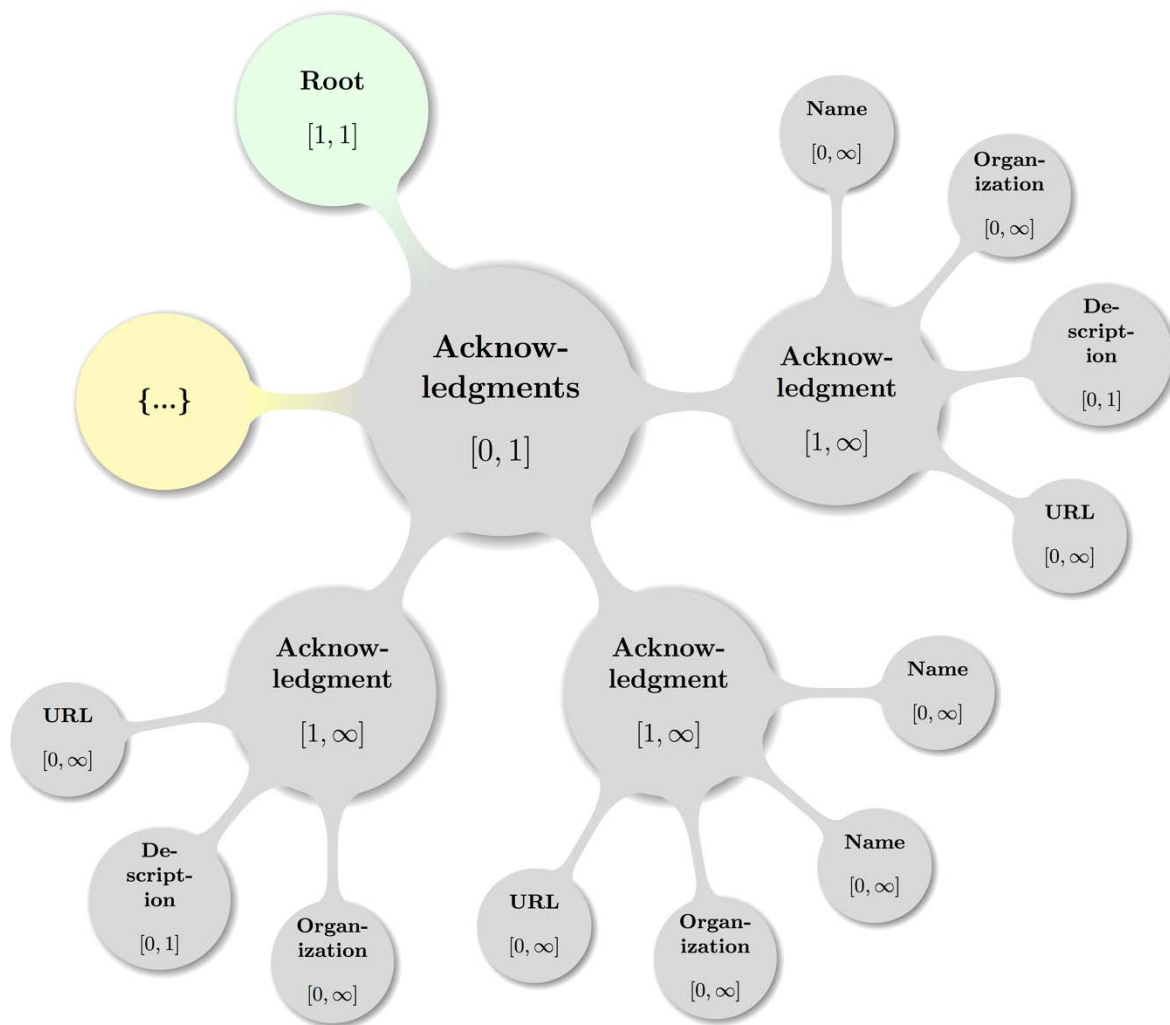 Root
[1, 1]
Name
[0, ∞]
Organ-
ization
[0, ∞]
De-
script-
ion
[0, 1]
Acknow-
ledgments
[0, 1]
Acknow-
ledgment
[1, ∞]
{...}
URL
[0, ∞]
Acknow-
ledgment
[1, ∞]
Acknow-
ledgment
[1, ∞]
Name
[0, ∞]
URL
[0, ∞]
De-
script-
ion
[0, 1]
Organ-
ization
[0, ∞]
URL
[0, ∞]
Organ-
ization
[0, ∞]
Name
[0, ∞]